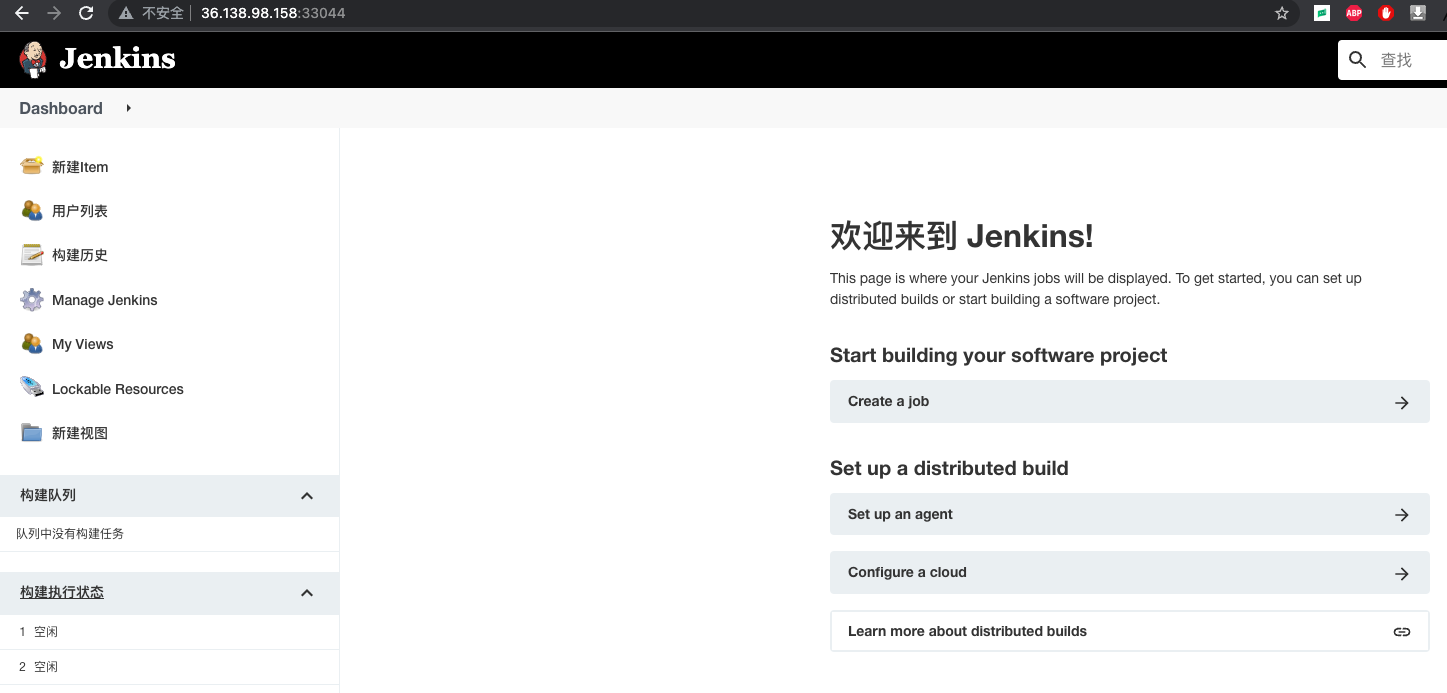 不安全 36.138.98.158:33044
ABP
Jenkins
查找
Dashboard
新建Item
用户列表
构建历史
Manage Jenkins
My Views
Lockable Resources
新建视图
构建队列
队列中没有构建任务
构建执行状态
1 空闲
2 空闲
欢迎来到 Jenkins!
This page is where your Jenkins jobs will be displayed. To get started, you can set up
distributed builds or start building a software project.
Start building your software project
Create a job
Set up a distributed build
Set up an agent
Configure a cloud
Learn more about distributed builds